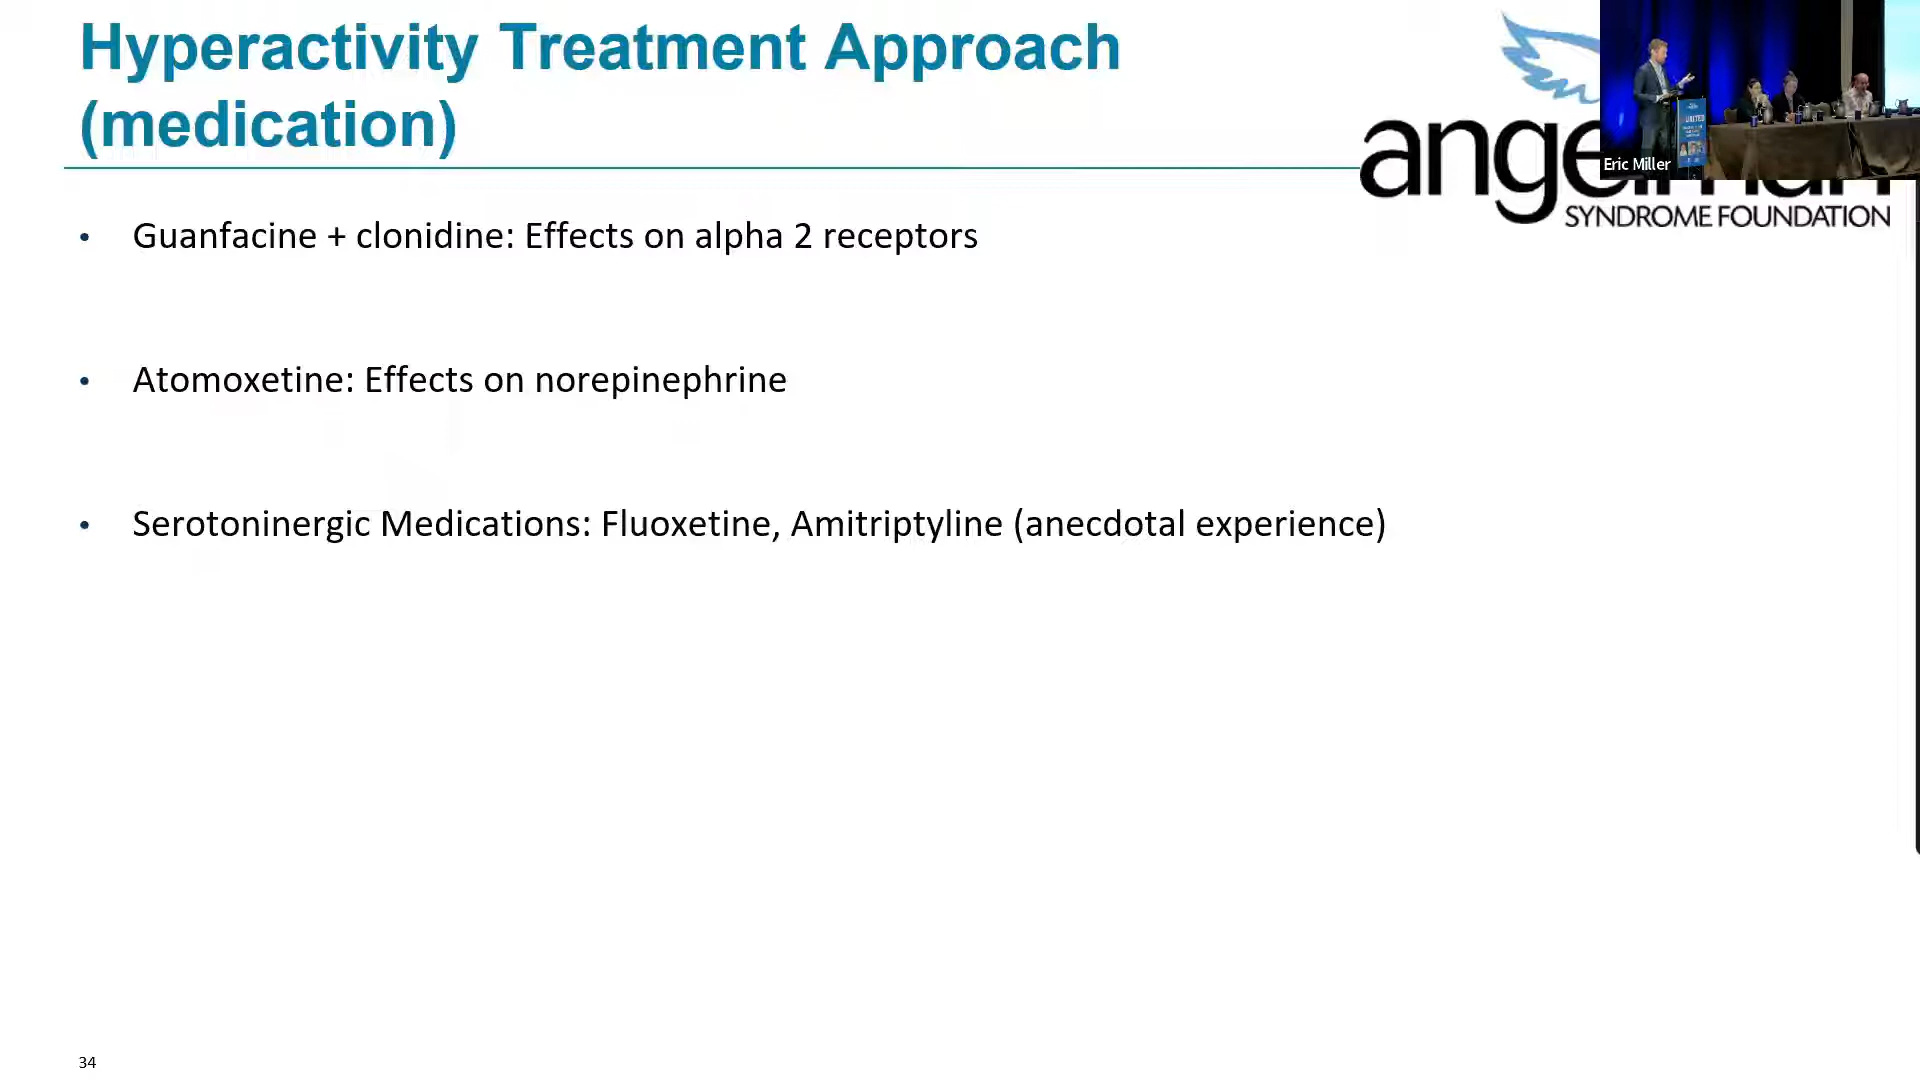 Hyperactivity Treatment Approach
(medication)
Eric Miller
SYNDROME FOUNDATION
• Guanfacine + clonidine: Effects on alpha 2 receptors
• Atomoxetine: Effects on norepinephrine
• Serotoninergic Medications: Fluoxetine, Amitriptyline (anecdotal experience)
34